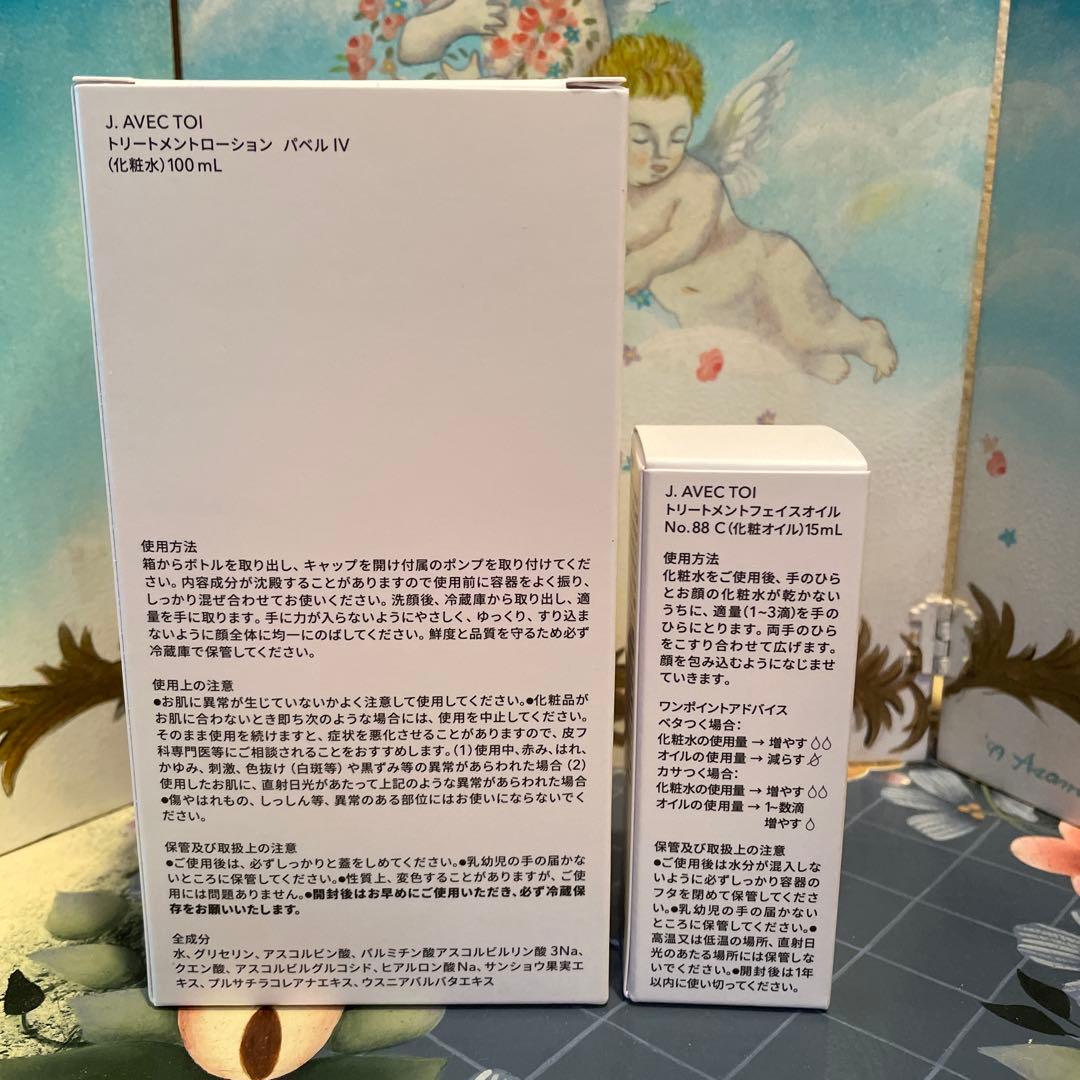 J. AVEC TOI
トリートメントローション パベル IV
(化粧水)100mL
使用方法
箱からボトルを取り出し、キャップを開け付属のポンプを取り付けてくだ
さい。内容成分が沈殿することがありますので使用前に容器をよく振り、
しっかり混ぜ合わせてお使いください。洗顔後、冷蔵庫から取り出し、適
量を手に取ります。手に力が入らないようにやさしく、ゆっくり、すり込ま
ないように顔全体に均一にのばしてください。鮮度と品質を守るため必ず
冷蔵庫で保管してください。
使用上の注意
●お肌に異常が生じていないかよく注意して使用してください。●化粧品が
お肌に合わないとき即ち次のような場合には、使用を中止してください。
そのまま使用を続けますと、症状を悪化させることがありますので、皮フ
科専門医等にご相談されることをおすすめします。(1)使用中、赤み、はれ、
かゆみ、刺激、色抜け(白斑等)や黒ずみ等の異常があらわれた場合(2)
使用したお肌に、直射日光があたって上記のような異常があらわれた場合
●傷やはれもの、しっしん等、異常のある部位にはお使いにならないでく
ださい。
保管及び取扱上の注意
●ご使用後は、必ずしっかりと蓋をしめてください。●乳幼児の手の届かな
いところに保管してください。●性質上、変色することがありますが、ご使
用には問題ありません。●開封後はお早めにご使用いただき、必ず冷蔵保
存をお願いいたします。
全成分
水、グリセリン、アスコルビン酸、パルミチン酸アスコルビルリン酸3Na、
クエン酸、アスコルビルグルコシド、ヒアルロン酸Na、サンショウ果実エ
キス、プルサチラコレアナエキス、ウスニアバルバタエキス
J. AVEC TOI
トリートメントフェイスオイル
No.88 C(化粧オイル)15mL
使用方法
化粧水をご使用後、手のひら
とお顔の化粧水が乾かない
うちに、適量(1~3滴)を手の
ひらにとります。両手のひら
をこすり合わせて広げます。
顔を包み込むようになじませ
ていきます。
ワンポイントアドバイス
ベタつく場合:
化粧水の使用量 → 増やす
オイルの使用量 → 減らす
カサつく場合:
化粧水の使用量 → 増やす
オイルの使用量 → 1~数滴
増やす
保管及び取扱上の注意
●ご使用後は水分が混入しな
いように必ずしっかり容器の
フタを閉めて保管してくださ
い。●乳幼児の手の届かない
ところに保管してください。●
高温又は低温の場所、直射日
光のあたる場所には保管しな
いでください。●開封後は1年
以内に使い切ってください。